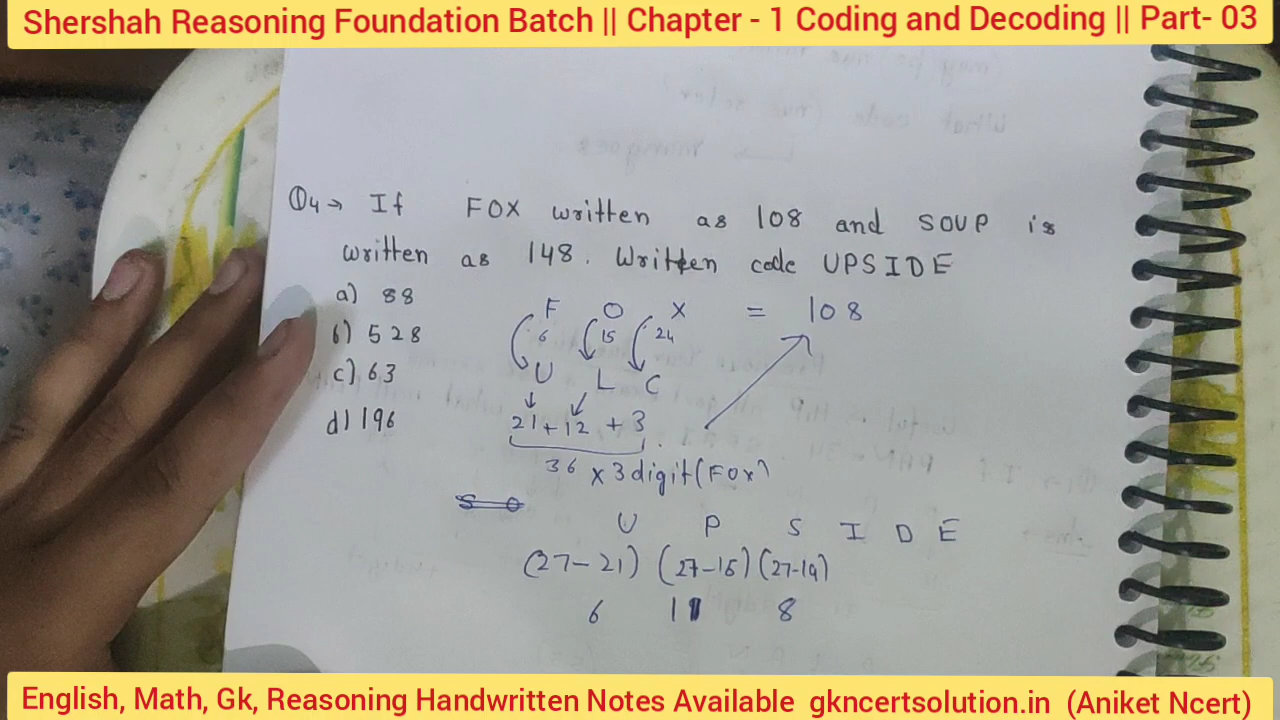 Shershah Reasoning Foundation Batch || Chapter - 1 Coding and Decoding || Part- 03
Q4→ If FOX written as 108 and SOUP is
written as 148. Written code UPSIDE
a) 88
b) 528
c) 63
d) 196
F O X = 108
6 15 24
U L C
21+12 + 3
36 x 3 digit (FOX)
S O
U P S I D E
(27-21) (27-16) (27-19)
6 11 8
English, Math, Gk, Reasoning Handwritten Notes Available gkncertsolution.in (Aniket Ncert)